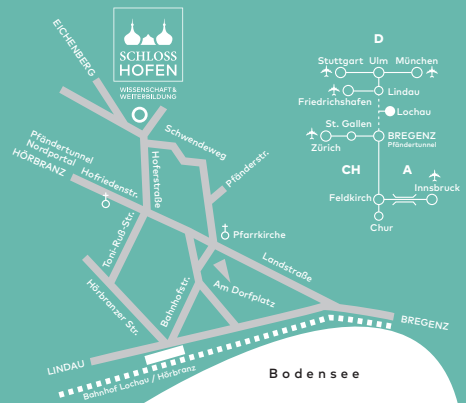 SCHLOSS
HOFEN
WISSENSCHAFT &
WEITERBILDUNG
EICHENBERG
Schwendeweg
Pfändertunnel
Nordportal
HÖRBRANZ
Hofriedenstr.
Hoferstraße
Pfänderstr.
Pfarrkirche
Toni-Ruß-Str.
Landstraße
Hörbranzer Str.
Bahnhofstr.
Am Dorfplatz
BREGENZ
LINDAU
Bahnhof Lochau / Hörbranz
Bodensee
D
Stuttgart Ulm München
Lindau
Friedrichshafen
Lochau
St. Gallen
BREGENZ
Pfändertunnel
Zürich
CH A
Innsbruck
Feldkirch
Chur